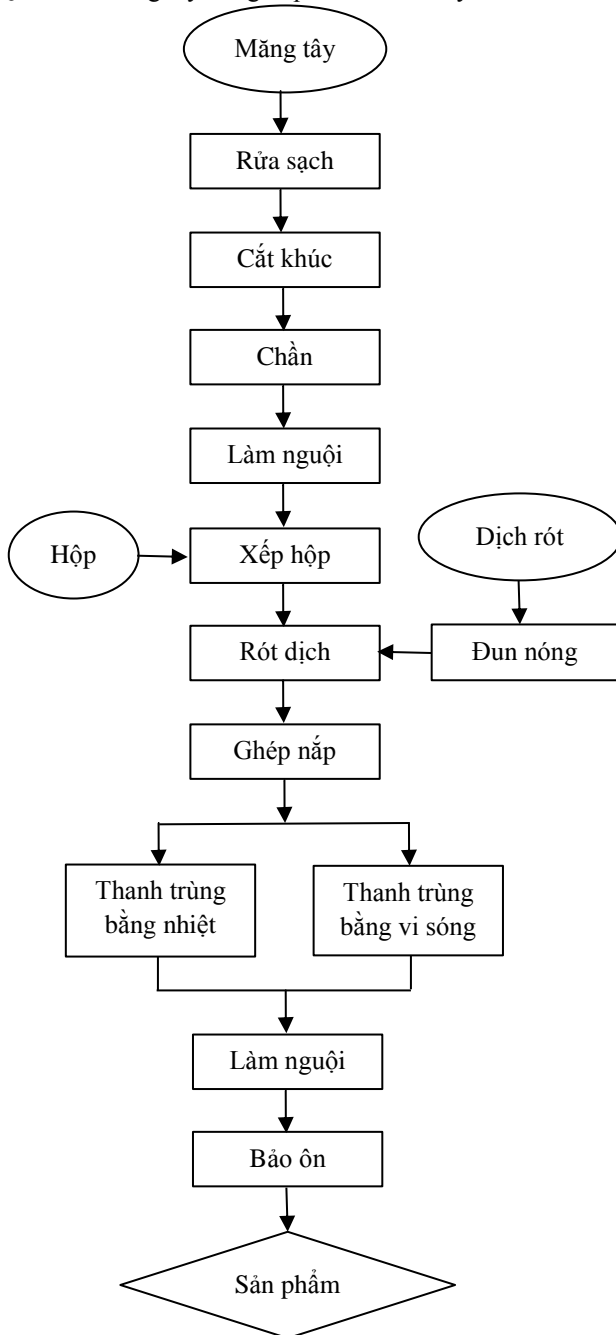 Măng tây
Rửa sạch
Cắt khúc
Chần
Làm nguội
Hộp
Xếp hộp
Dịch rót
Rót dịch
Đun nóng
Ghép nắp
Thanh trùng
bằng nhiệt
Thanh trùng
bằng vi sóng
Làm nguội
Bảo ôn
Sản phẩm